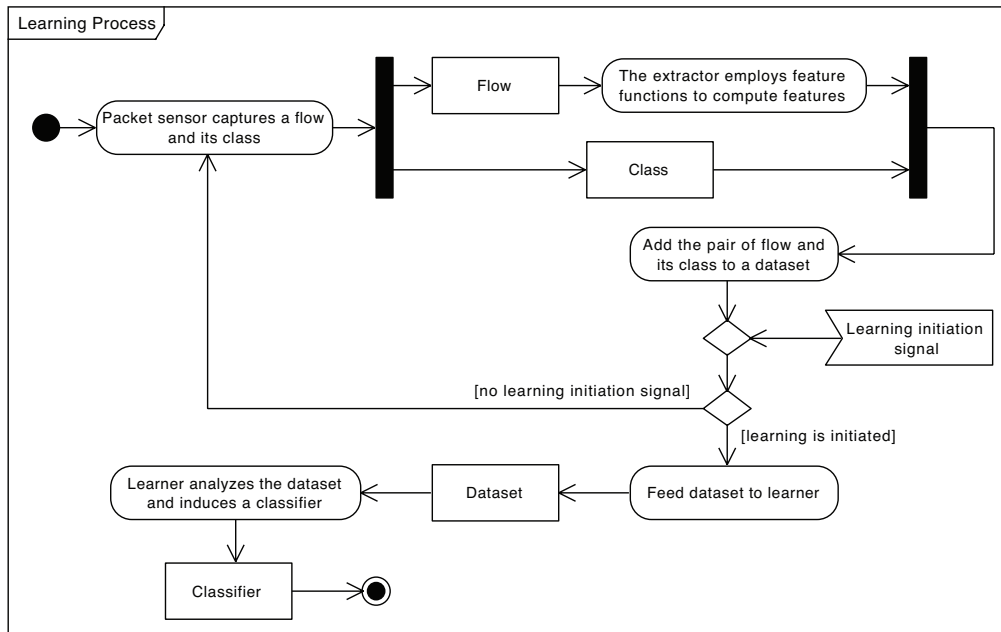 Learning Process
Flow
The extractor employs feature
functions to compute features
Packet sensor captures a flow
and its class
Class
Add the pair of flow and
its class to a dataset
Learning initiation
signal
[no learning initiation signal]
[learning is initiated]
Learner analyzes the dataset
and induces a classifier
Dataset
Feed dataset to learner
Classifier